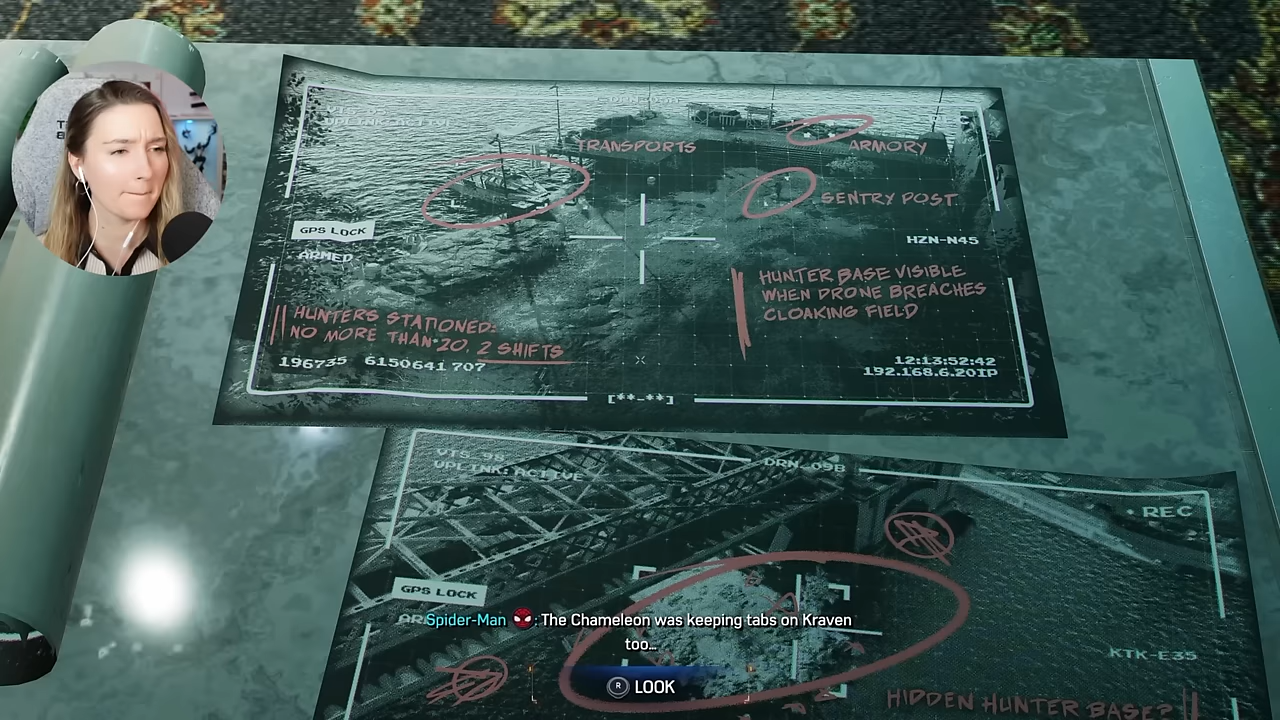 TRANSPORTS
ARMORY
SENTRY POST
GPS LOCK
HZN-N45
ARMED
HUNTER BASE VISIBLE
WHEN DRONE BREACHES
CLOAKING FIELD
HUNTERS STATIONED:
NO MORE THAN 20, 2 SHIFTS
196735 6150641 707
12:13:52:42
192.168.6.20IP
[**-**]
VTS-98
UPLINK: ACTIVE
DRN-09B
REC
GPS LOCK
Spider-Man : The Chameleon was keeping tabs on Kraven
too...
KTK-E35
R LOOK
HIDDEN HUNTER BASE?